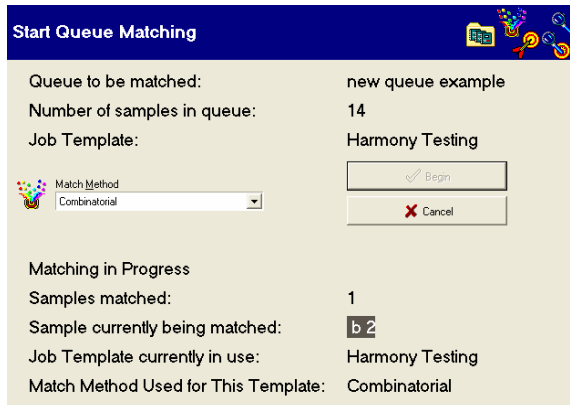 Start Queue Matching
Queue to be matched: new queue example
Number of samples in queue: 14
Job Template: Harmony Testing
Match Method
Combinatorial
Begin
Cancel
Matching in Progress
Samples matched: 1
Sample currently being matched: b 2
Job Template currently in use: Harmony Testing
Match Method Used for This Template: Combinatorial